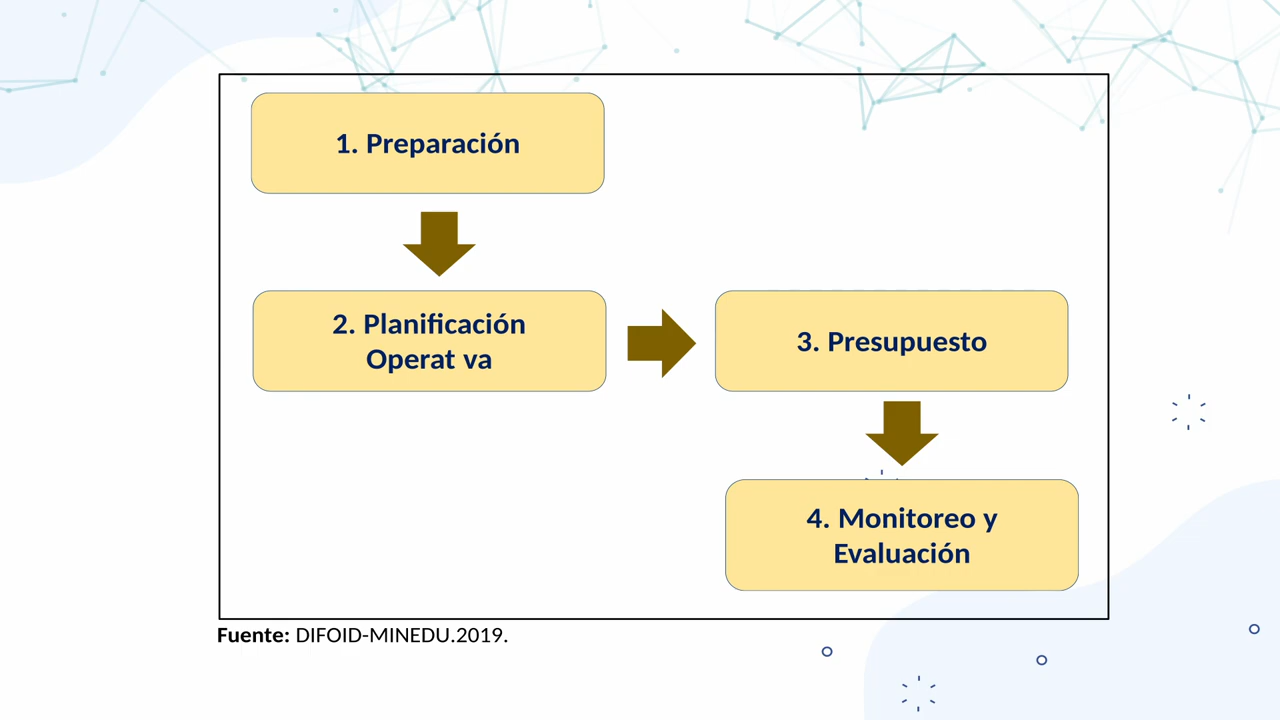 1. Preparación
2. Planificación
Operat va
3. Presupuesto
4. Monitoreo y
Evaluación
Fuente: DIFOID-MINEDU.2019.